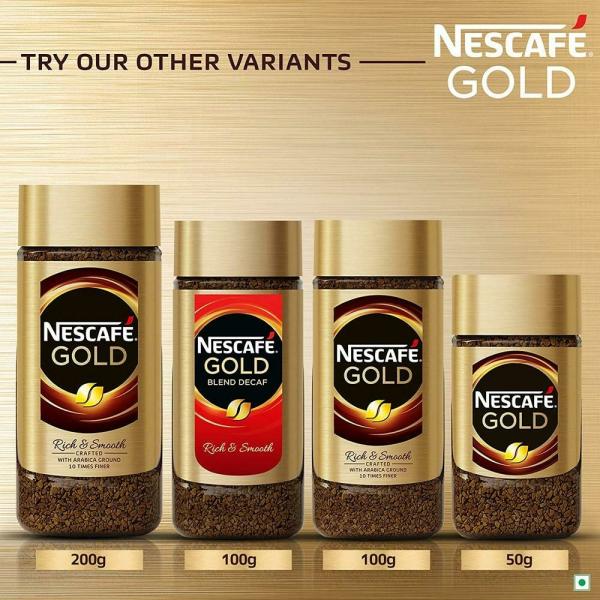 TRY OUR OTHER VARIANTS
NESCAFÉ.
GOLD
NESCAFÉ.
GOLD
Rich & Smooth
CRAFTED
WITH ARABICA GROUND
10 TIMES FINER
NESCAFÉ.
GOLD
BLEND DECAF
Rich & Smooth
NESCAFÉ.
GOLD
Rich & Smooth
CRAFTED
WITH ARABICA GROUND
10 TIMES FINER
NESCAFÉ.
GOLD
200g
100g
100g
50g